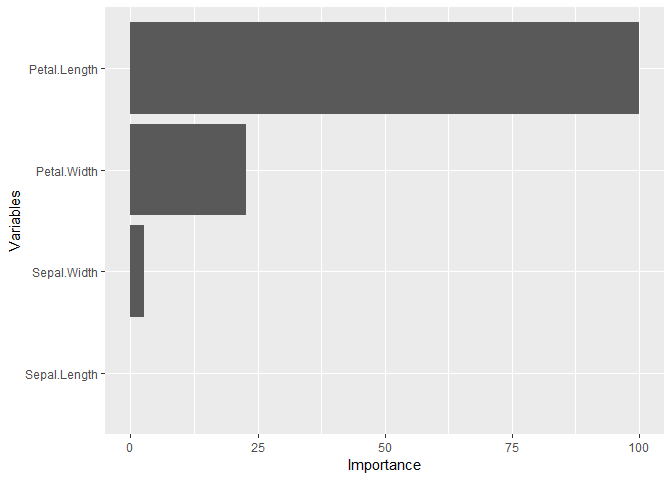 Petal.Length
Petal.Width
Sepal.Width
Sepal.Length
Variables
0 25 50 75 100
Importance